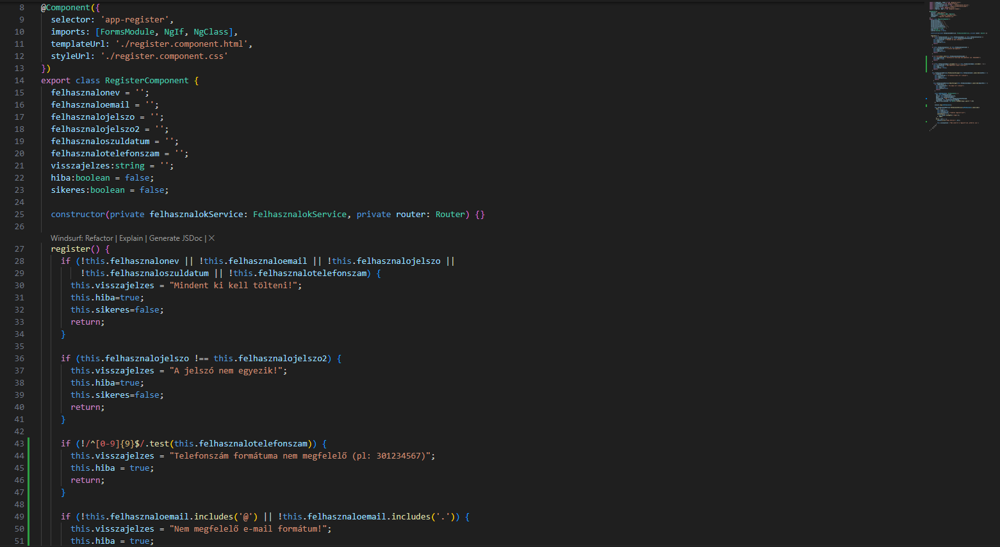 8 @Component({
9 selector: 'app-register',
10 imports: [FormsModule, NgIf, NgClass],
11 templateUrl: './register.component.html',
12 styleUrl: './register.component.css'
13 })
14 export class RegisterComponent {
15 felhasznalonev = '';
16 felhasznaloemail = '';
17 felhasznalojelszo = '';
18 felhasznalojelszo2 = '';
19 felhasznaloszuldatum = '';
20 felhasznalotelefonszam = '';
21 visszajelzes:string = '';
22 hiba:boolean = false;
23 sikeres:boolean = false;
24
25 constructor(private felhasznalokService: FelhasznalokService, private router: Router) {}
26
Windsurf: Refactor | Explain | Generate JSDoc | ×
27 register() {
28 if (!this.felhasznalonev || !this.felhasznaloemail || !this.felhasznalojelszo ||
29 !this.felhasznaloszuldatum || !this.felhasznalotelefonszam) {
30 this.visszajelzes = "Mindent ki kell tölteni!";
31 this.hiba=true;
32 this.sikeres=false;
33 return;
34 }
35
36 if (this.felhasznalojelszo !== this.felhasznalojelszo2) {
37 this.visszajelzes = "A jelszó nem egyezik!";
38 this.hiba=true;
39 this.sikeres=false;
40 return;
41 }
42
43 if (!/^[0-9]{9}$/.test(this.felhasznalotelefonszam)) {
44 this.visszajelzes = "Telefonszám formátuma nem megfelelő (pl: 301234567)";
45 this.hiba = true;
46 return;
47 }
48
49 if (!this.felhasznaloemail.includes('@') || !this.felhasznaloemail.includes('.')) {
50 this.visszajelzes = "Nem megfelelő e-mail formátum!";
51 this.hiba = true;